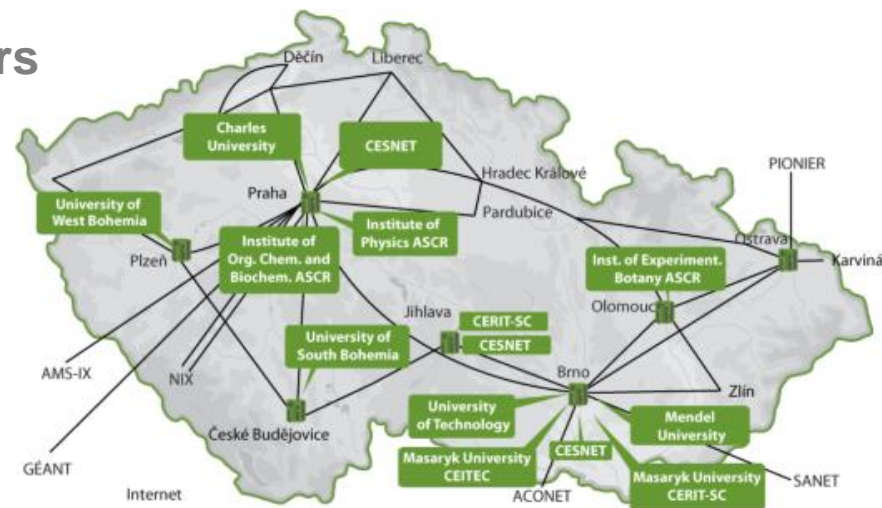 rs
Děčín
Liberec
Charles
University
CESNET
PIONIER
Hradec Králové
Praha
University of
West Bohemia
Institute of
Physics ASCR
Pardubice
Ostrava
Karviná
Plzeň
Institute of
Org. Chem. and
Biochem. ASCR
Inst. of Experiment.
Botany ASCR
Olomouc
Jihlava
CERIT-SC
CESNET
University of
South Bohemia
AMS-IX
NIX
Brno
Zlín
University
of Technology
Mendel
University
České Budějovice
CESNET
Masaryk University
CEITEC
Masaryk University
CERIT-SC
GÉANT
Internet
ACONET
SANET